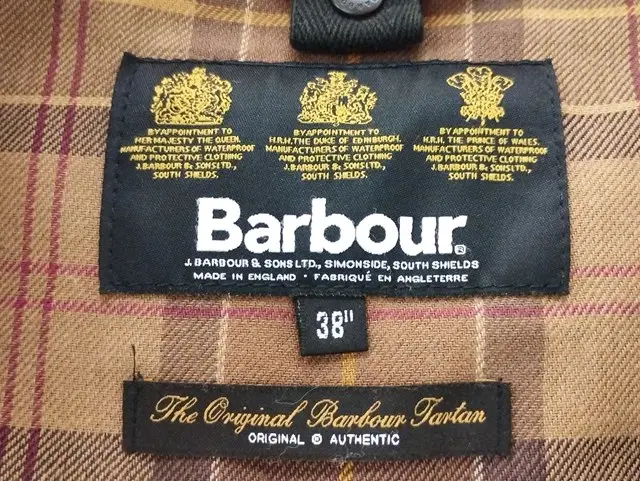 BY APPOINTMENT TO
HER MAJESTY THE QUEEN.
MANUFACTURERS OF WATERPROOF
AND PROTECTIVE CLOTHING
J. BARBOUR & SONS LTD.,
SOUTH SHIELDS.
BY APPOINTMENT TO
H.R.H. THE DUKE OF EDINBURGH.
MANUFACTURERS OF WATERPROOF
AND PROTECTIVE CLOTHING
J. BARBOUR & SONS LTD.,
SOUTH SHIELDS.
BY APPOINTMENT TO
H.R.H. THE PRINCE OF WALES.
MANUFACTURERS OF WATERPROOF
AND PROTECTIVE CLOTHING
J. BARBOUR & SONS LTD.,
SOUTH SHIELDS.
Barbour®
J. BARBOUR & SONS LTD., SIMONSIDE, SOUTH SHIELDS
MADE IN ENGLAND · FABRIQUÉ EN ANGLETERRE
38"
The Original Barbour Tartan
ORIGINAL ® AUTHENTIC